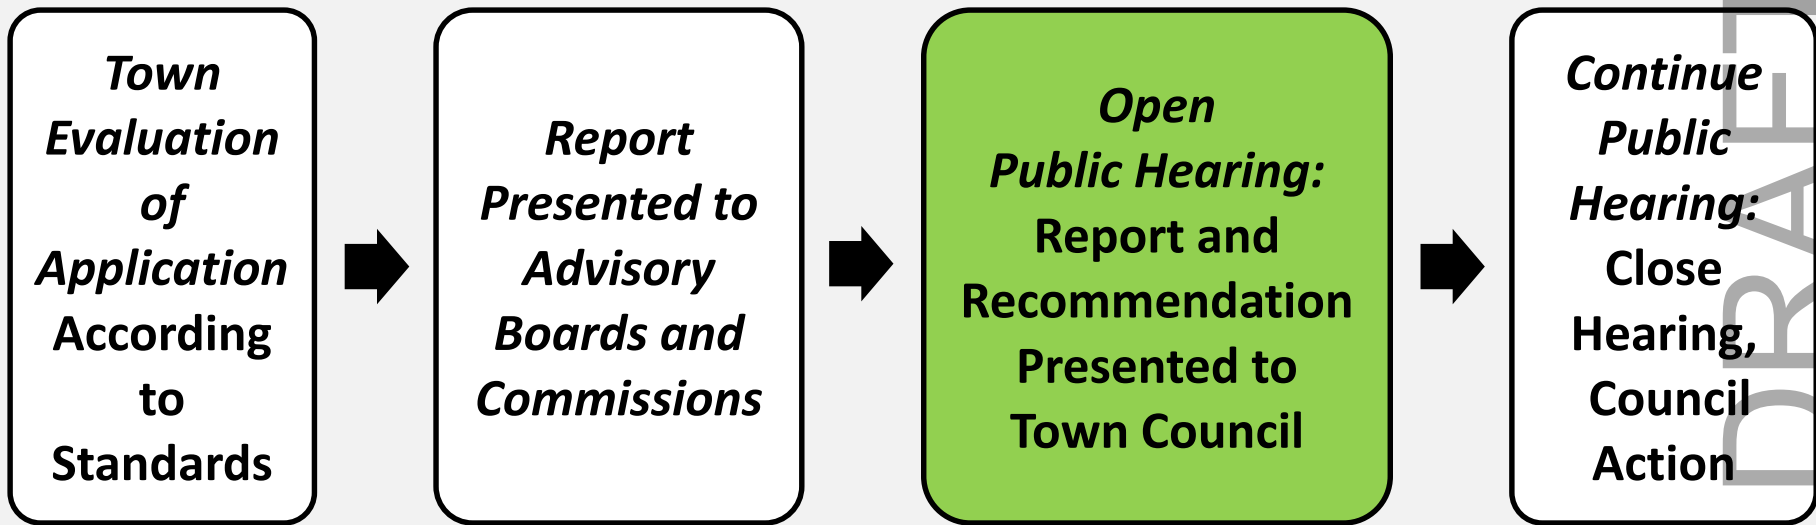 Town
Evaluation
of
Application
According
to
Standards
Report
Presented to
Advisory
Boards and
Commissions
Open
Public Hearing:
Report and
Recommendation
Presented to
Town Council
Continue
Public
Hearing:
Close
Hearing,
Council
Action
DRAFT